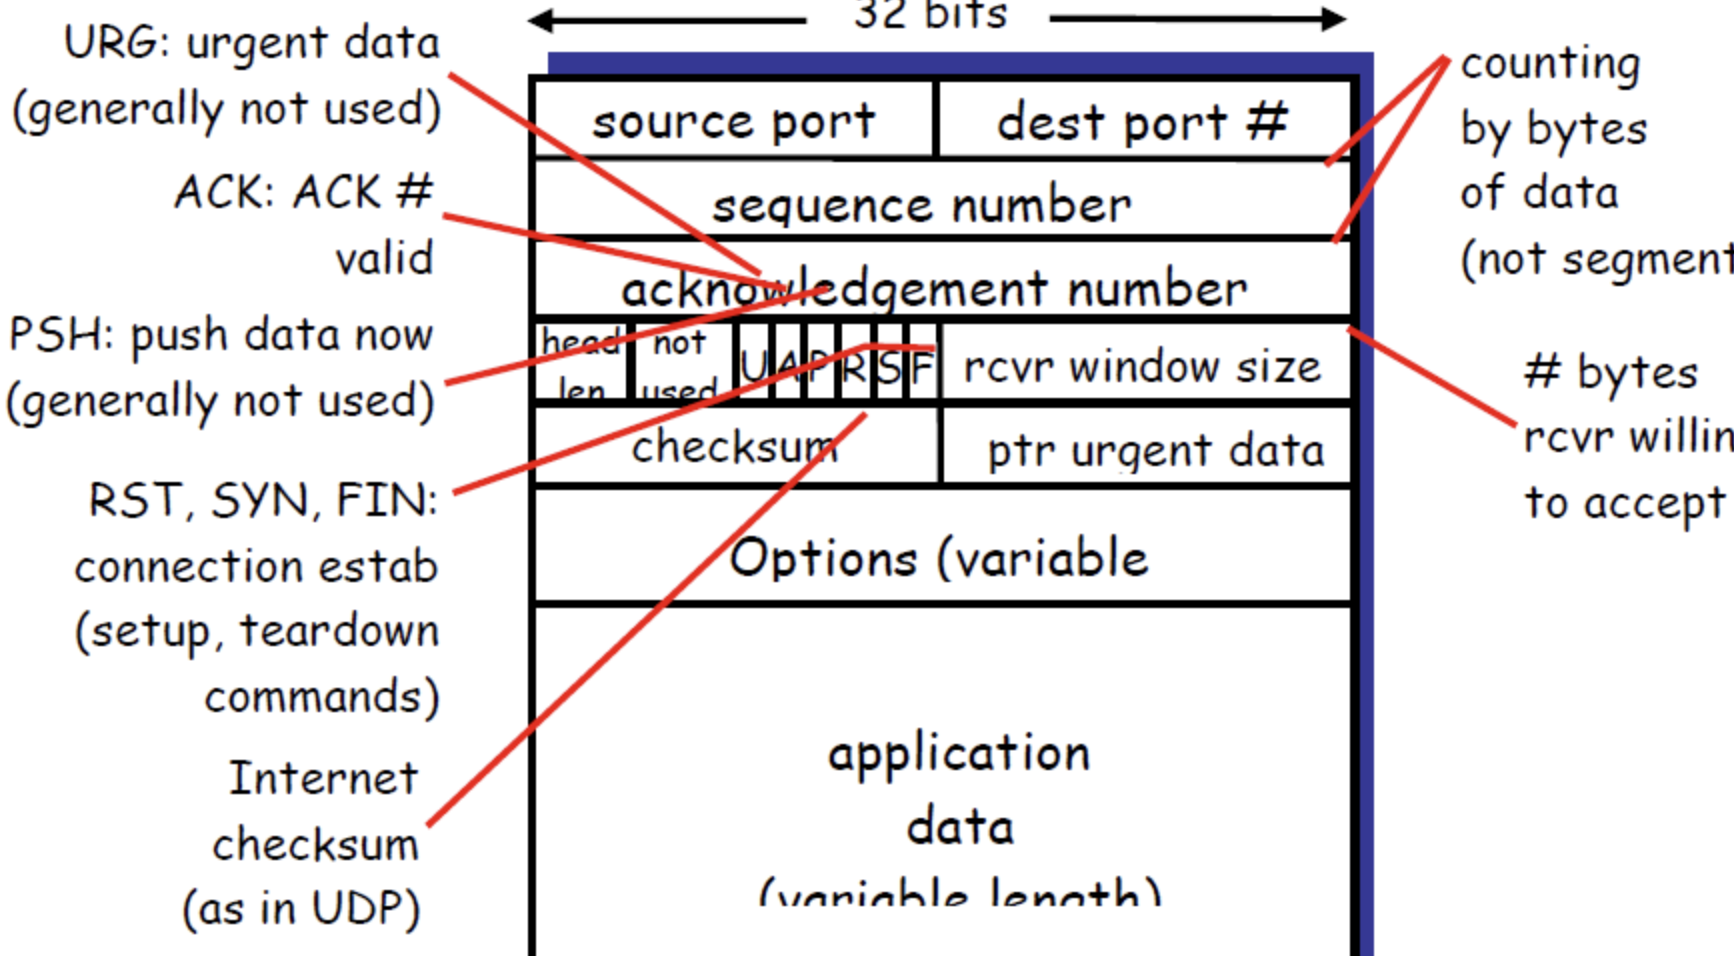 32 bits
URG: urgent data
(generally not used)
ACK: ACK #
valid
PSH: push data now
(generally not used)
RST, SYN, FIN:
connection estab
(setup, teardown
commands)
Internet
checksum
(as in UDP)
source port
dest port #
sequence number
acknowledgement number
head
len
not
used
U
A
P
R
S
F
rcvr window size
checksum
ptr urgent data
Options (variable
application
data
(variable length)
counting
by bytes
of data
(not segment
# bytes
rcvr willin
to accept